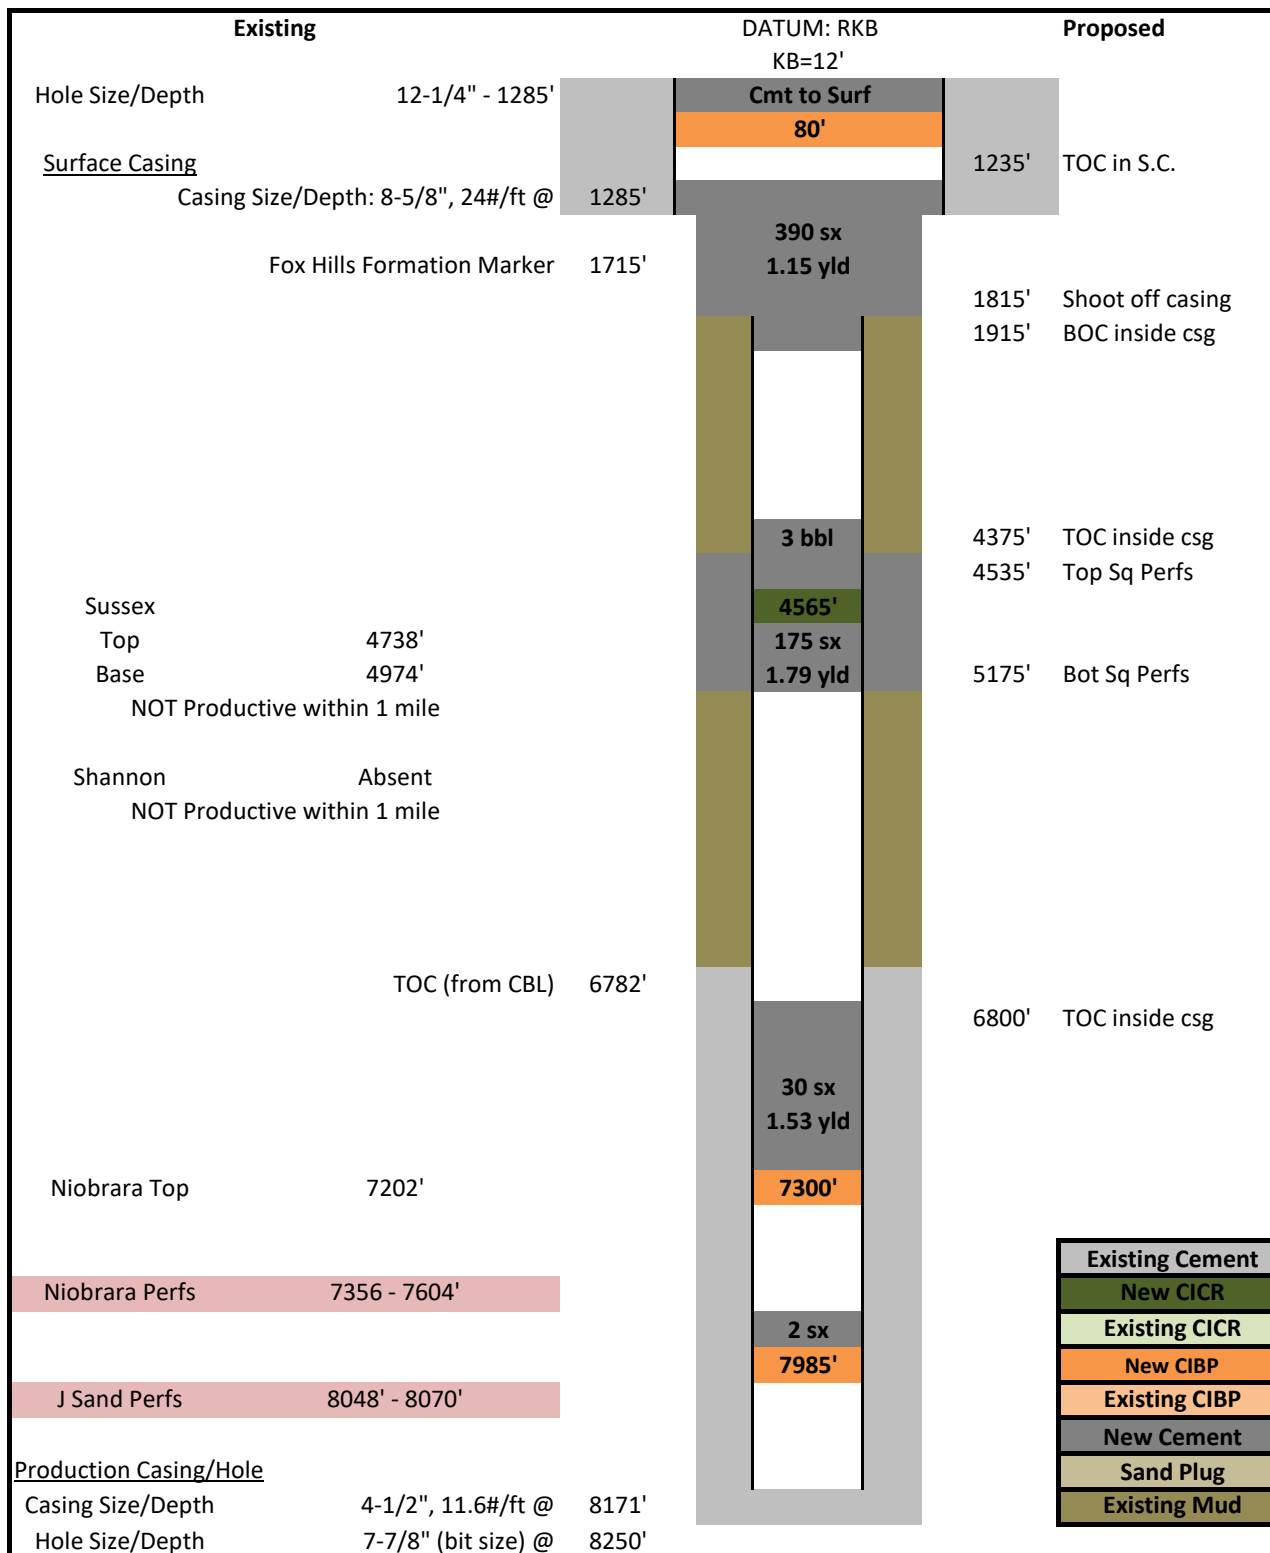 Existing DATUM: RKB Proposed
KB=12'
Hole Size/Depth 12-1/4" - 1285' Cmt to Surf
80'
Surface Casing 1235' TOC in S.C.
Casing Size/Depth: 8-5/8", 24#/ft @ 1285'
390 sx
Fox Hills Formation Marker 1715' 1.15 yld
1815' Shoot off casing
1915' BOC inside csg
3 bbl 4375' TOC inside csg
4535' Top Sq Perfs
Sussex 4565'
Top 4738' 175 sx
Base 4974' 1.79 yld 5175' Bot Sq Perfs
NOT Productive within 1 mile
Shannon Absent
NOT Productive within 1 mile
TOC (from CBL) 6782'
6800' TOC inside csg
30 sx
1.53 yld
Niobrara Top 7202' 7300'
Existing Cement
Niobrara Perfs 7356 - 7604' New CICR
2 sx Existing CICR
7985' New CIBP
J Sand Perfs 8048' - 8070' Existing CIBP
New Cement
Production Casing/Hole Sand Plug
Casing Size/Depth 4-1/2", 11.6#/ft @ 8171' Existing Mud
Hole Size/Depth 7-7/8" (bit size) @ 8250'